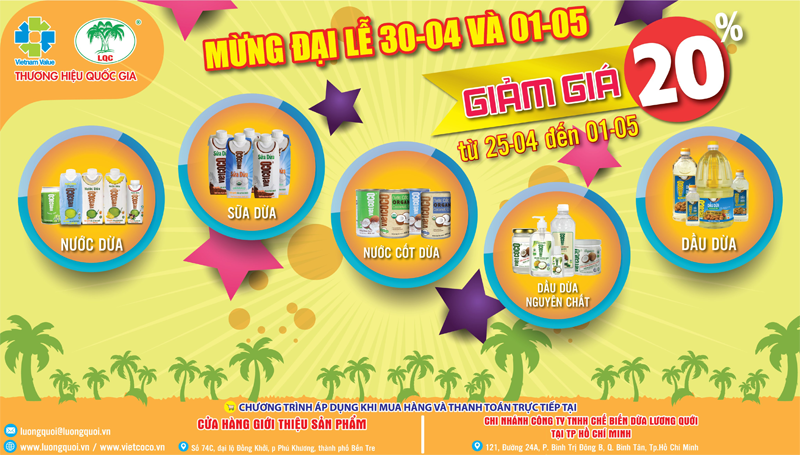 Vietnam Value
LQC
THƯƠNG HIỆU QUỐC GIA
MỪNG ĐẠI LỄ 30-04 VÀ 01-05
GIẢM GIÁ 20%
từ 25-04 đến 01-05
NƯỚC DỪA
SỮA DỪA
NƯỚC CỐT DỪA
DẦU DỪA
NGUYÊN CHẤT
DẦU DỪA
CHƯƠNG TRÌNH ÁP DỤNG KHI MUA HÀNG VÀ THANH TOÁN TRỰC TIẾP TẠI
luongquoi@luongquoi.vn
www.luongquoi.vn / www.vietcoco.vn
CỬA HÀNG GIỚI THIỆU SẢN PHẨM
Số 74C, đại lộ Đồng Khởi, p Phú Khương, thành phố Bến Tre
CHI NHÁNH CÔNG TY TNHH CHẾ BIẾN DỪA LƯƠNG QUỚI
TẠI TP HỒ CHÍ MINH
121, Đường 24A, P. Bình Trị Đông B, Q. Bình Tân, Tp.Hồ Chí Minh